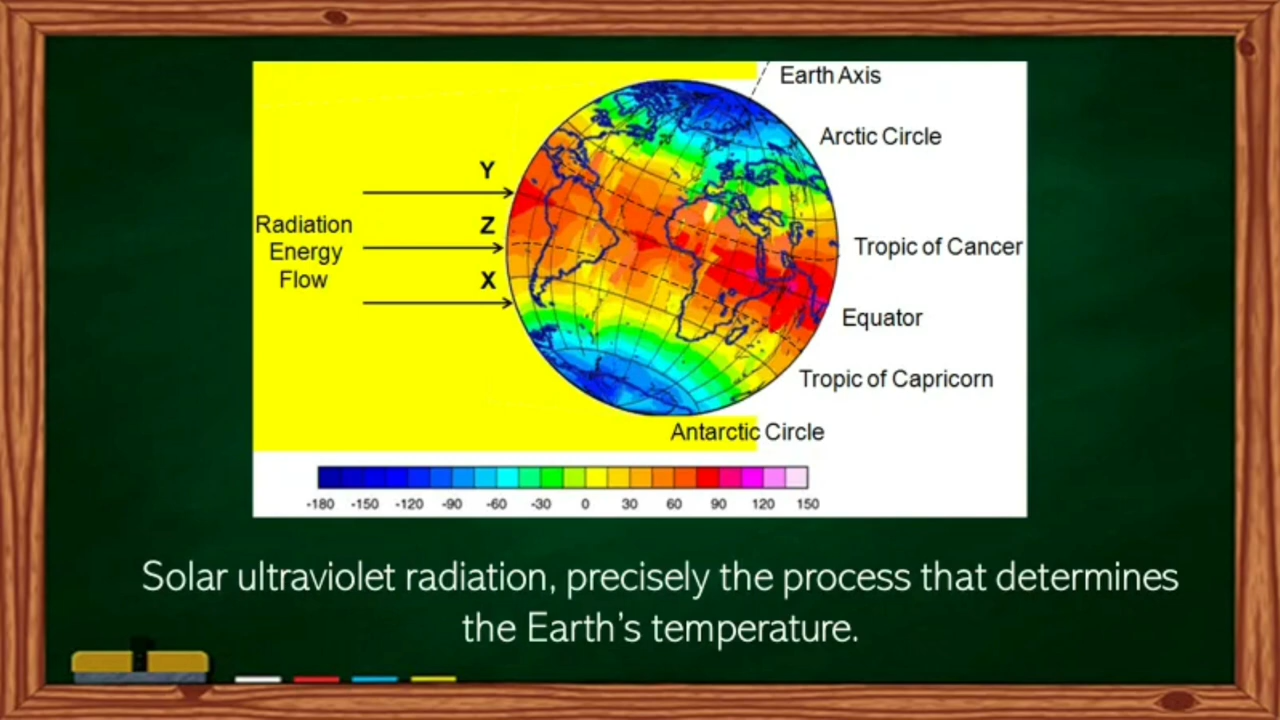 Earth Axis
Arctic Circle
Y
Radiation
Energy
Flow
Z
X
Tropic of Cancer
Equator
Tropic of Capricorn
Antarctic Circle
-180 -150 -120 -90 -60 -30 0 30 60 90 120 150
Solar ultraviolet radiation, precisely the process that determines
the Earth's temperature.